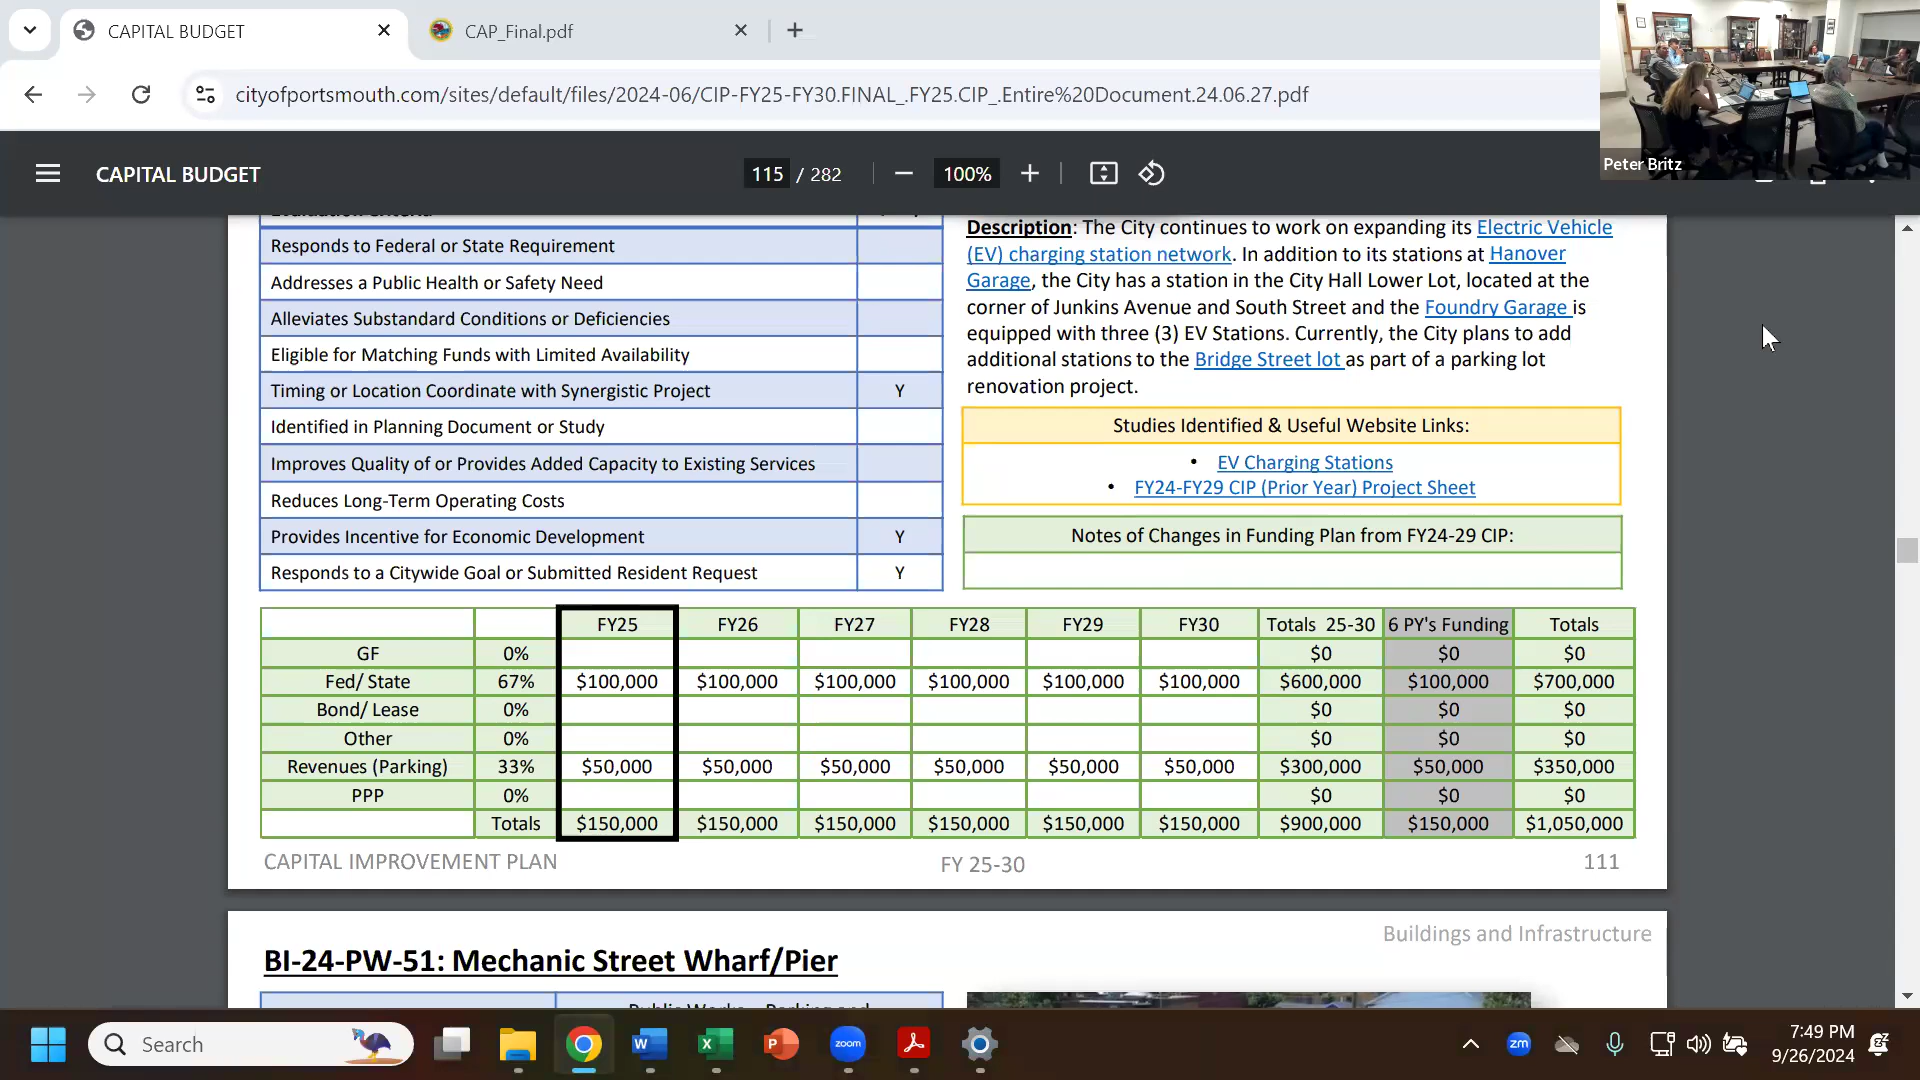 CAPITAL BUDGET
CAP_Final.pdf
cityofportsmouth.com/sites/default/files/2024-06/CIP-FY25-FY30.FINAL_.FY25.CIP_.Entire%20Document.24.06.27.pdf
Peter Britz
CAPITAL BUDGET
115 / 282
100%
Responds to Federal or State Requirement
Addresses a Public Health or Safety Need
Alleviates Substandard Conditions or Deficiencies
Eligible for Matching Funds with Limited Availability
Timing or Location Coordinate with Synergistic Project Y
Identified in Planning Document or Study
Improves Quality of or Provides Added Capacity to Existing Services
Reduces Long-Term Operating Costs
Provides Incentive for Economic Development Y
Responds to a Citywide Goal or Submitted Resident Request Y
Description: The City continues to work on expanding its Electric Vehicle
(EV) charging station network. In addition to its stations at Hanover
Garage, the City has a station in the City Hall Lower Lot, located at the
corner of Junkins Avenue and South Street and the Foundry Garage is
equipped with three (3) EV Stations. Currently, the City plans to add
additional stations to the Bridge Street lot as part of a parking lot
renovation project.
Studies Identified & Useful Website Links:
• EV Charging Stations
• FY24-FY29 CIP (Prior Year) Project Sheet
Notes of Changes in Funding Plan from FY24-29 CIP:
FY25 FY26 FY27 FY28 FY29 FY30 Totals 25-30 6 PY's Funding Totals
GF 0% $0 $0 $0
Fed/ State 67% $100,000 $100,000 $100,000 $100,000 $100,000 $100,000 $600,000 $100,000 $700,000
Bond/ Lease 0% $0 $0 $0
Other 0% $0 $0 $0
Revenues (Parking) 33% $50,000 $50,000 $50,000 $50,000 $50,000 $50,000 $300,000 $50,000 $350,000
PPP 0% $0 $0 $0
Totals $150,000 $150,000 $150,000 $150,000 $150,000 $150,000 $900,000 $150,000 $1,050,000
CAPITAL IMPROVEMENT PLAN FY 25-30 111
Buildings and Infrastructure
BI-24-PW-51: Mechanic Street Wharf/Pier
Search
W
X
P
zoom
zm
7:49 PM
9/26/2024